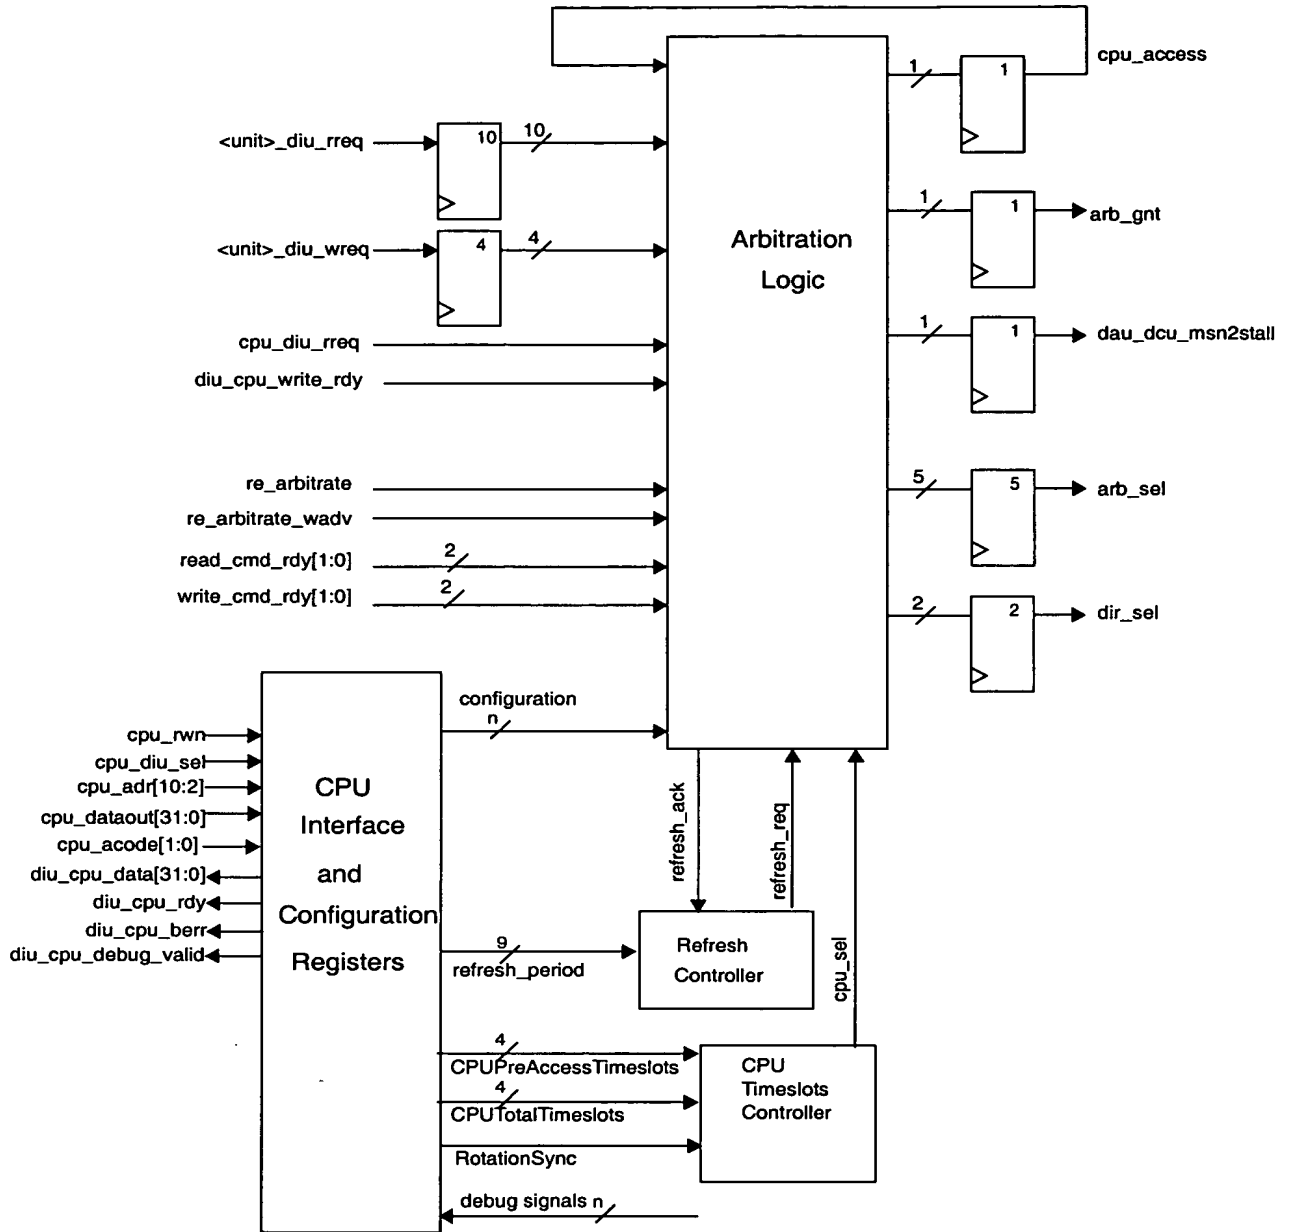 cpu_access
1
1
<unit>_diu_rreq
10
10
1
1
arb_gnt
<unit>_diu_wreq
4
4
Arbitration
Logic
1
1
dau_dcu_msn2stall
cpu_diu_rreq
diu_cpu_write_rdy
re_arbitrate
5
5
arb_sel
re_arbitrate_wadv
read_cmd_rdy[1:0]
2
write_cmd_rdy[1:0]
2
2
2
dir_sel
configuration
n
cpu_rwn
cpu_diu_sel
cpu_adr[10:2]
cpu_dataout[31:0]
cpu_acode[1:0]
diu_cpu_data[31:0]
diu_cpu_rdy
diu_cpu_berr
diu_cpu_debug_valid
CPU
Interface
and
Configuration
Registers
refresh_ack
refresh_req
cpu_sel
9
refresh_period
Refresh
Controller
4
CPUPreAccessTimeslots
4
CPUTotalTimeslots
RotationSync
CPU
Timeslots
Controller
debug signals n